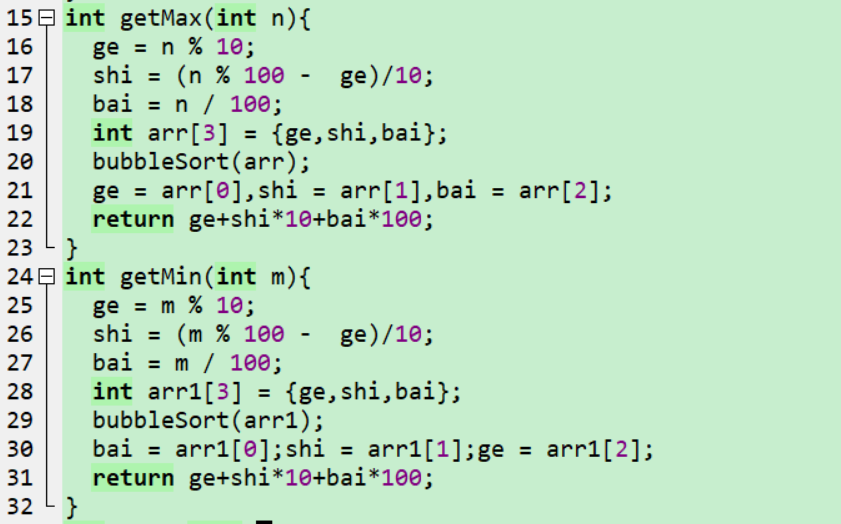 15 int getMax(int n){
16 ge = n % 10;
17 shi = (n % 100 -  ge)/10;
18 bai = n / 100;
19 int arr[3] = {ge,shi,bai};
20 bubbleSort(arr);
21 ge = arr[0],shi = arr[1],bai = arr[2];
22 return ge+shi*10+bai*100;
23 }
24 int getMin(int m){
25 ge = m % 10;
26 shi = (m % 100 -  ge)/10;
27 bai = m / 100;
28 int arr1[3] = {ge,shi,bai};
29 bubbleSort(arr1);
30 bai = arr1[0];shi = arr1[1];ge = arr1[2];
31 return ge+shi*10+bai*100;
32 }